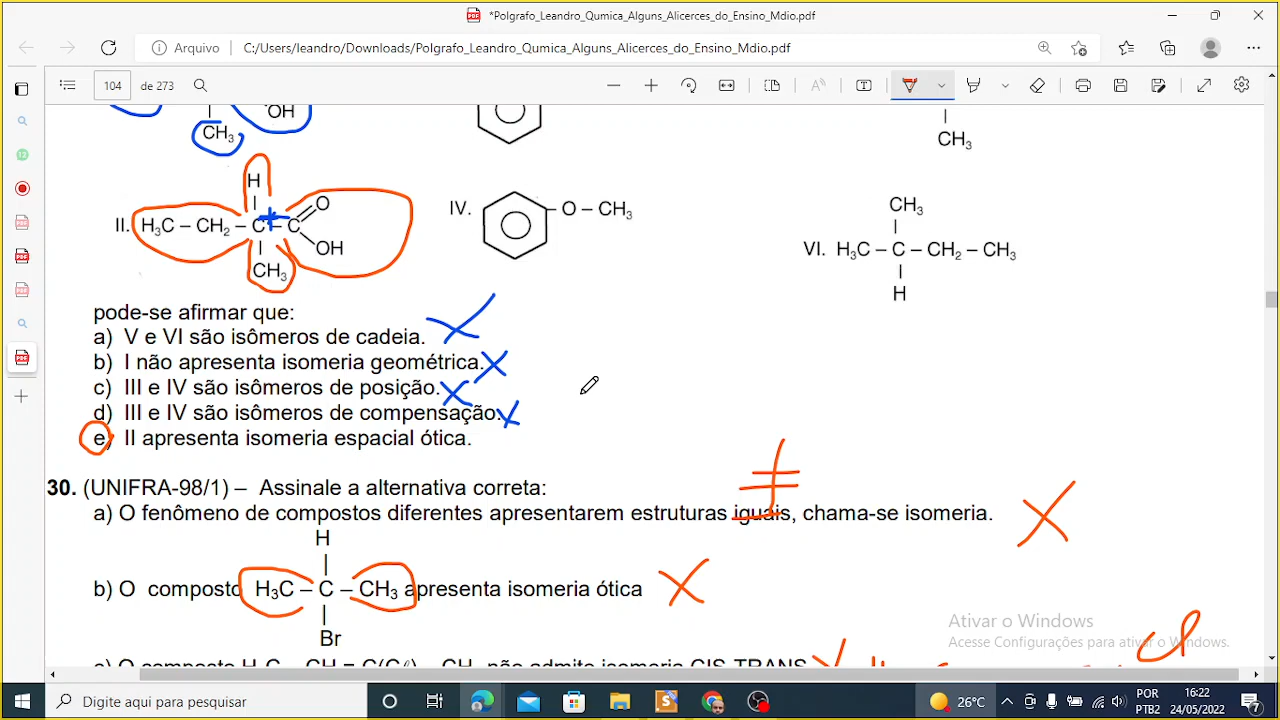 *Polgrafo_Leandro_Qumica_Alguns_Alicerces_do_Ensino_Mdio.pdf
Arquivo | C:/Users/leandro/Downloads/Polgrafo_Leandro_Qumica_Alguns_Alicerces_do_Ensino_Mdio.pdf
104 de 273
OH
CH3
CH3
H
O
II. H3C – CH2 – C – C
OH
CH3
IV. O – CH3
CH3
VI. H3C – C – CH2 – CH3
H
pode-se afirmar que:
a) V e VI são isômeros de cadeia.
b) I não apresenta isomeria geométrica.
c) III e IV são isômeros de posição.
d) III e IV são isômeros de compensação.
e) II apresenta isomeria espacial ótica.
30. (UNIFRA-98/1) – Assinale a alternativa correta:
a) O fenômeno de compostos diferentes apresentarem estruturas iguais, chama-se isomeria.
H
b) O composto H3C – C – CH3 apresenta isomeria ótica
Br
Ativar o Windows
Acesse Configurações para ativar o Windows.
não admite isomeria CIS-TRANS
Digite aqui para pesquisar
26°C
POR
PTB2
16:22
24/05/2022
7